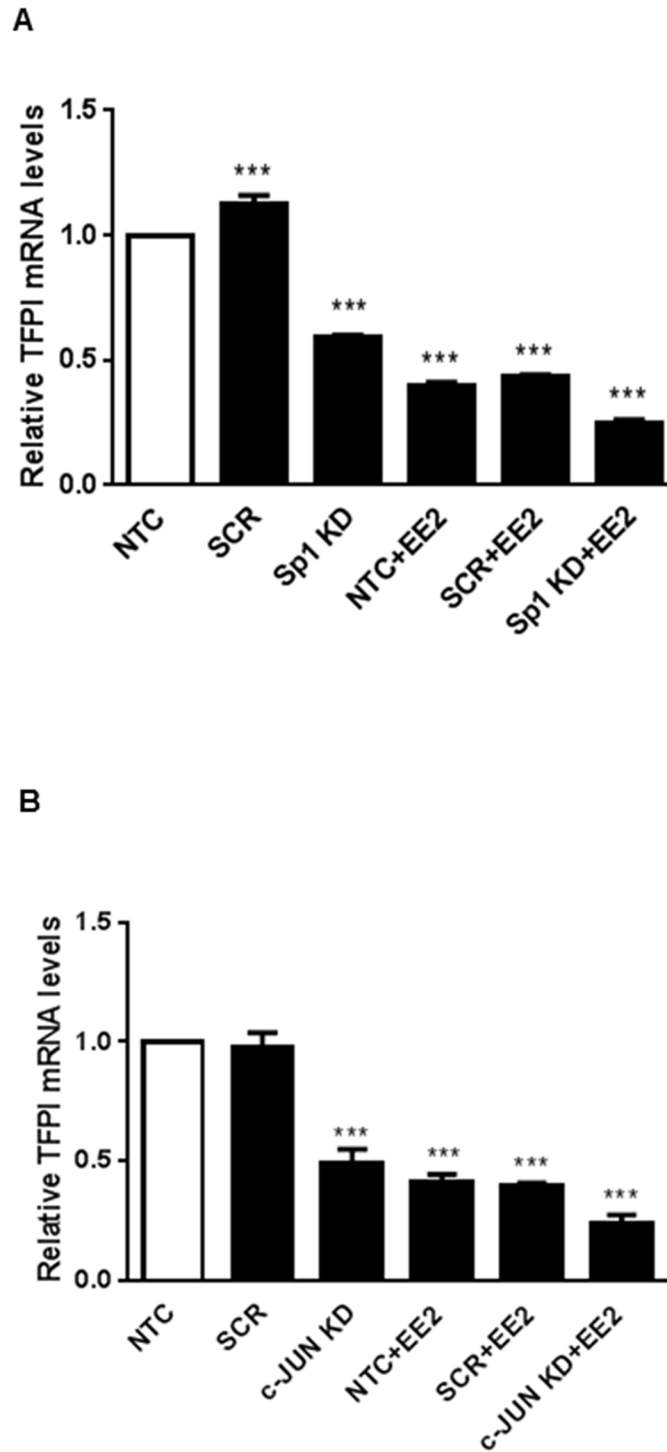 A
Relative TFPI mRNA levels
1.5
1.0
0.5
0.0
***
***
***
***
***
NTC
SCR
Sp1 KD
NTC+EE2
SCR+EE2
Sp1 KD+EE2
B
Relative TFPI mRNA levels
1.5
1.0
0.5
0.0
***
***
***
***
NTC
SCR
c-JUN KD
NTC+EE2
SCR+EE2
c-JUN KD+EE2